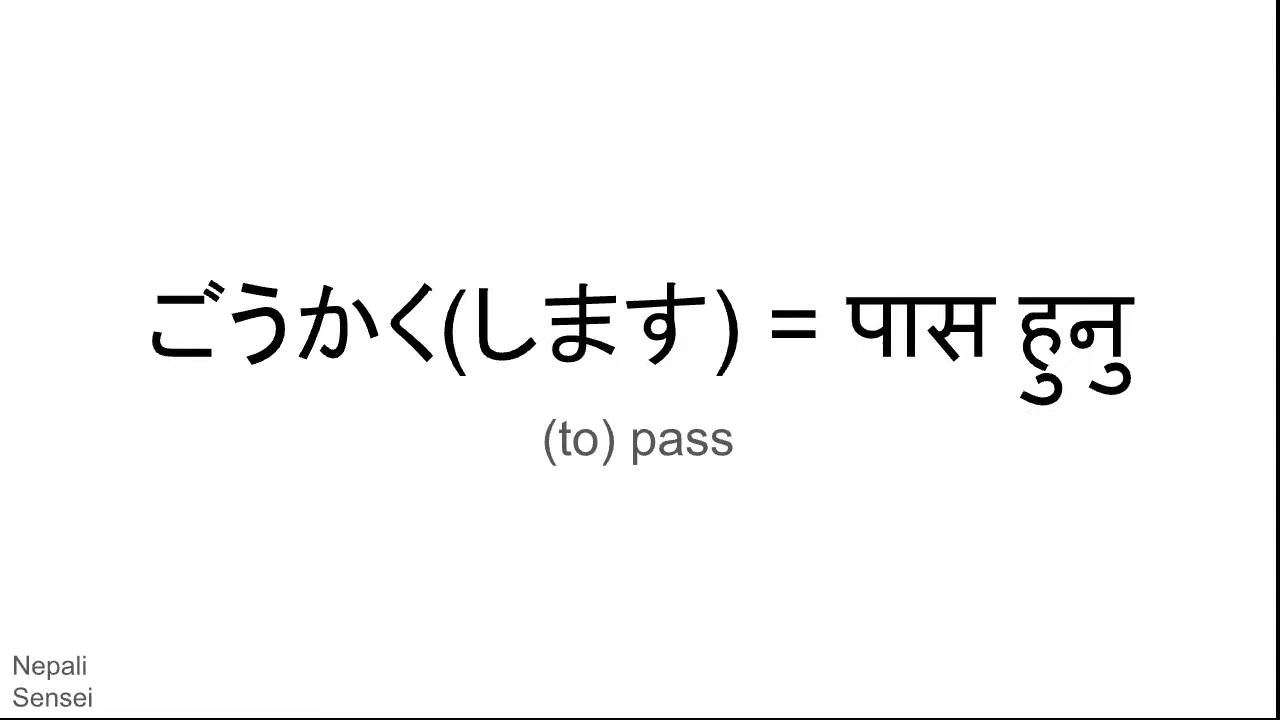 ごうかく(します) = पास हुनु
(to) pass
Nepali
Sensei